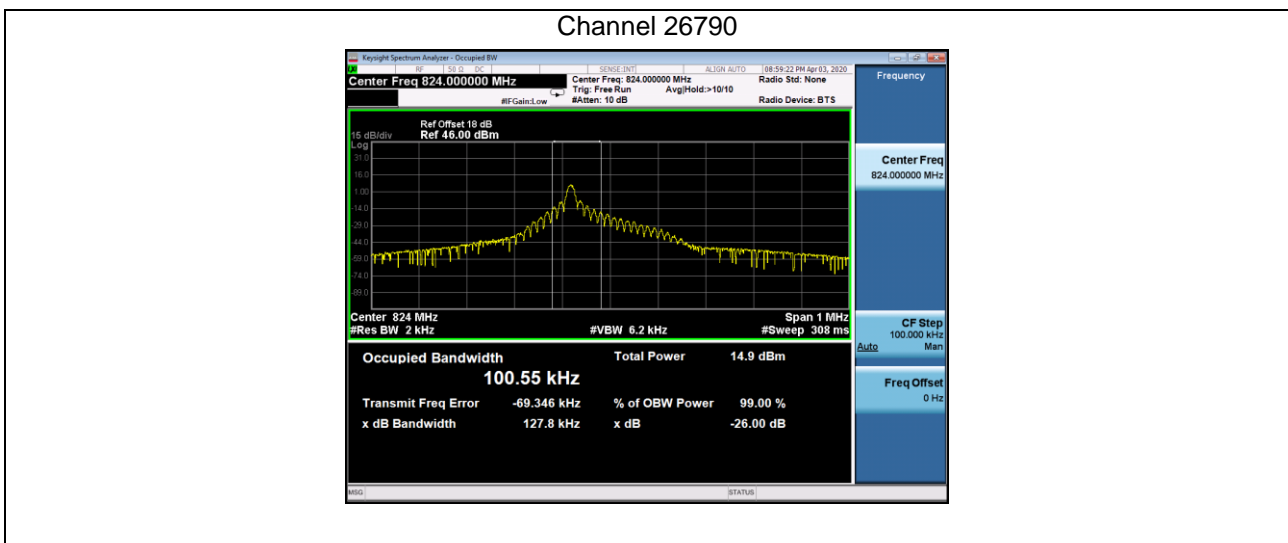 Channel 26790
Keysight Spectrum Analyzer - Occupied BW
RF 50 Ω DC SENSE:INT ALIGN AUTO 08:59:22 PM Apr 03, 2020
Center Freq 824.000000 MHz
Center Freq: 824.000000 MHz Radio Std: None
Trig: Free Run Avg|Hold:>10/10
#IFGain:Low #Atten: 10 dB Radio Device: BTS
Ref Offset 18 dB
15 dB/div Ref 46.00 dBm
Log
31.0
16.0
1.00
-14.0
-29.0
-44.0
-59.0
-74.0
-89.0
Center 824 MHz Span 1 MHz
#Res BW 2 kHz #VBW 6.2 kHz #Sweep 308 ms
Occupied Bandwidth Total Power 14.9 dBm
100.55 kHz
Transmit Freq Error -69.346 kHz % of OBW Power 99.00 %
x dB Bandwidth 127.8 kHz x dB -26.00 dB
MSG STATUS
Frequency
Center Freq
824.000000 MHz
CF Step
100.000 kHz
Auto Man
Freq Offset
0 Hz